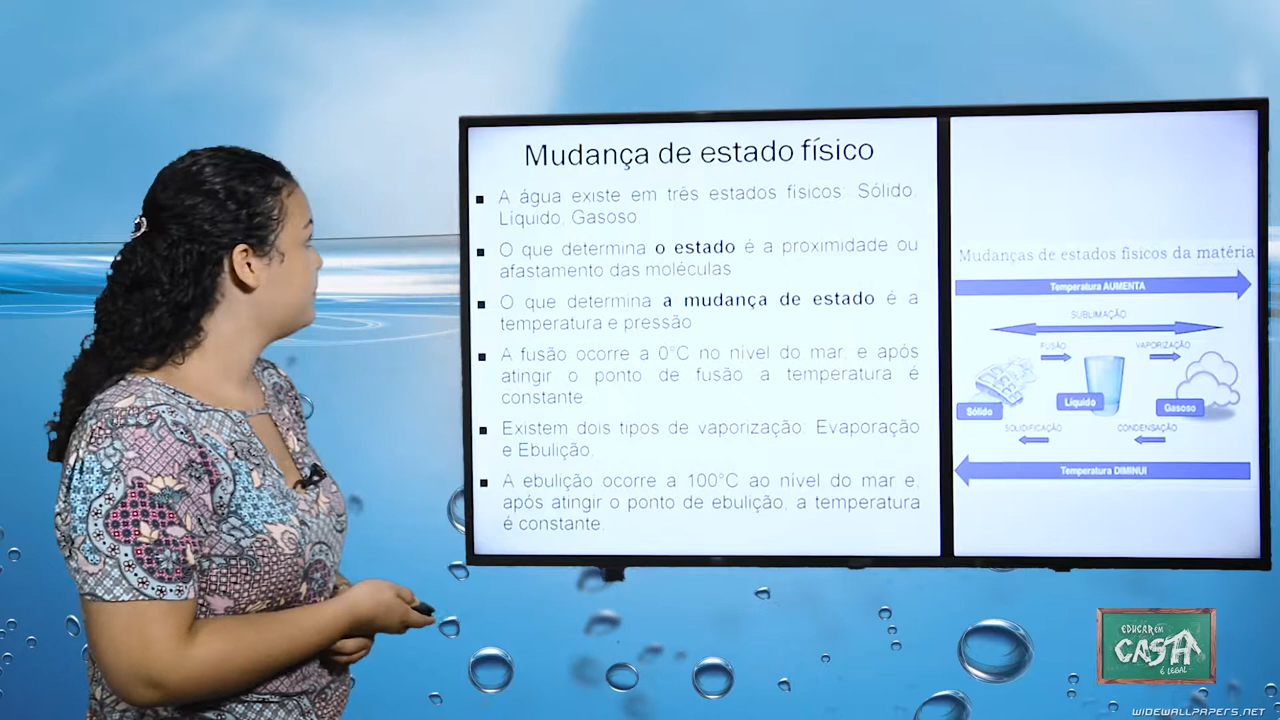 Mudança de estado físico
A água existe em três estados físicos: Sólido,
Líquido, Gasoso.
O que determina o estado é a proximidade ou
afastamento das moléculas
O que determina a mudança de estado é a
temperatura e pressão
A fusão ocorre a 0°C no nível do mar, e após
atingir o ponto de fusão a temperatura é
constante.
Existem dois tipos de vaporização: Evaporação
e Ebulição.
A ebulição ocorre a 100°C ao nível do mar e,
após atingir o ponto de ebulição, a temperatura
é constante.
Mudanças de estados físicos da matéria
Temperatura AUMENTA
SUBLIMAÇÃO
FUSÃO
VAPORIZAÇÃO
Sólido
Líquido
Gasoso
SOLIDIFICAÇÃO
CONDENSAÇÃO
Temperatura DIMINUI
EDUCAR EM
CASA
É LEGAL
WIDEWALLPAPERS.NET